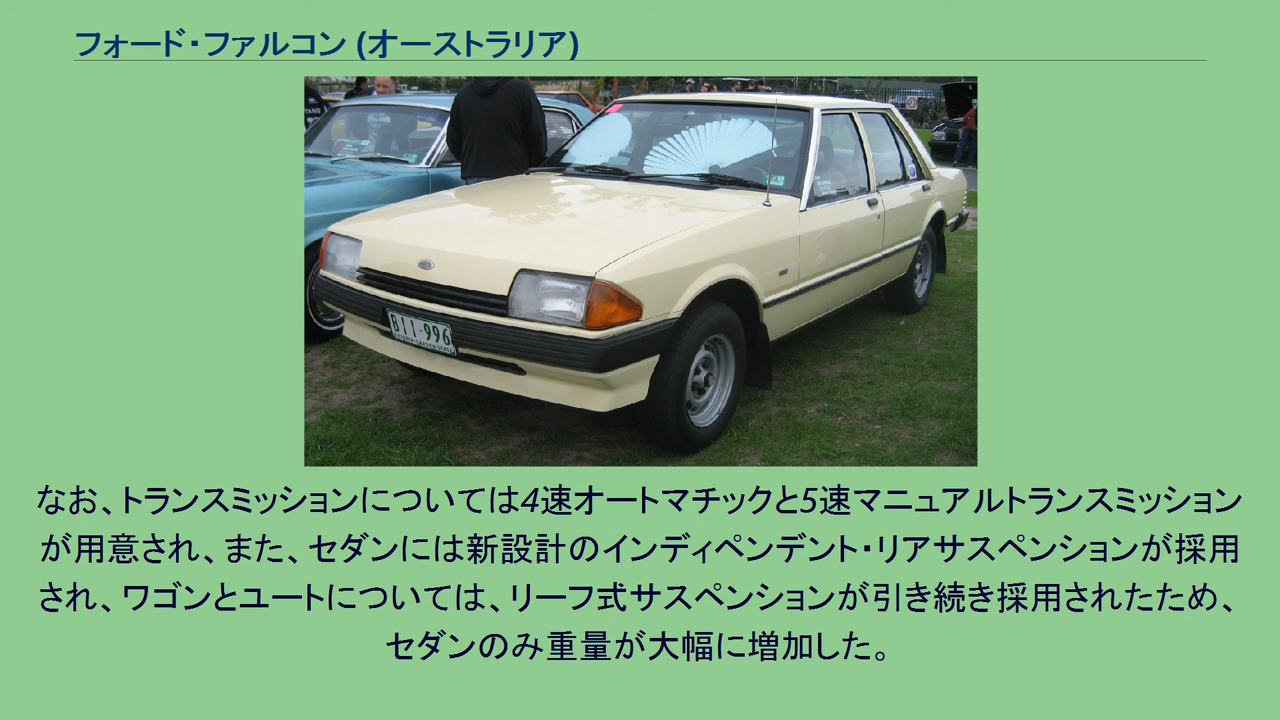 フォード・ファルコン (オーストラリア)
BII·996
なお、トランスミッションについては4速オートマチックと5速マニュアルトランスミッション
が用意され、また、セダンには新設計のインディペンデント・リアサスペンションが採用
され、ワゴンとユートについては、リーフ式サスペンションが引き続き採用されたため、
セダンのみ重量が大幅に増加した。